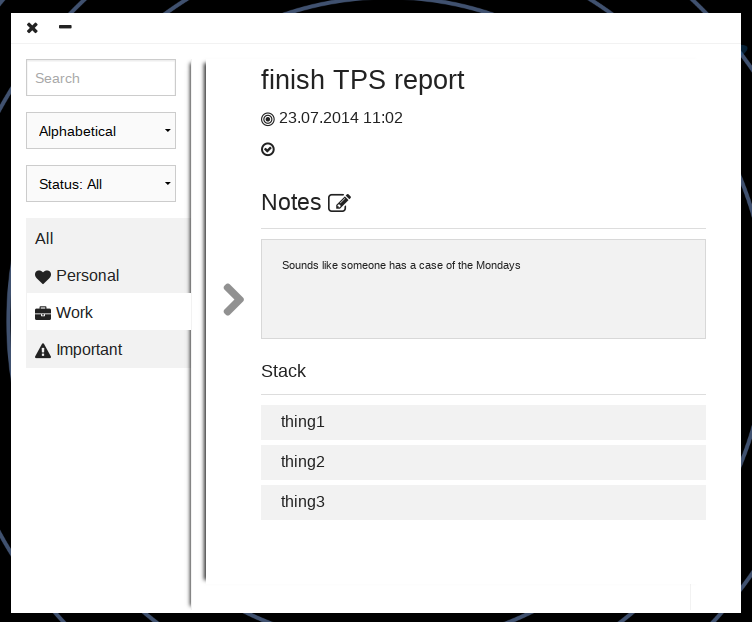 Search
Alphabetical
Status: All
All
Personal
Work
Important
finish TPS report
23.07.2014 11:02
Notes
Sounds like someone has a case of the Mondays
Stack
thing1
thing2
thing3